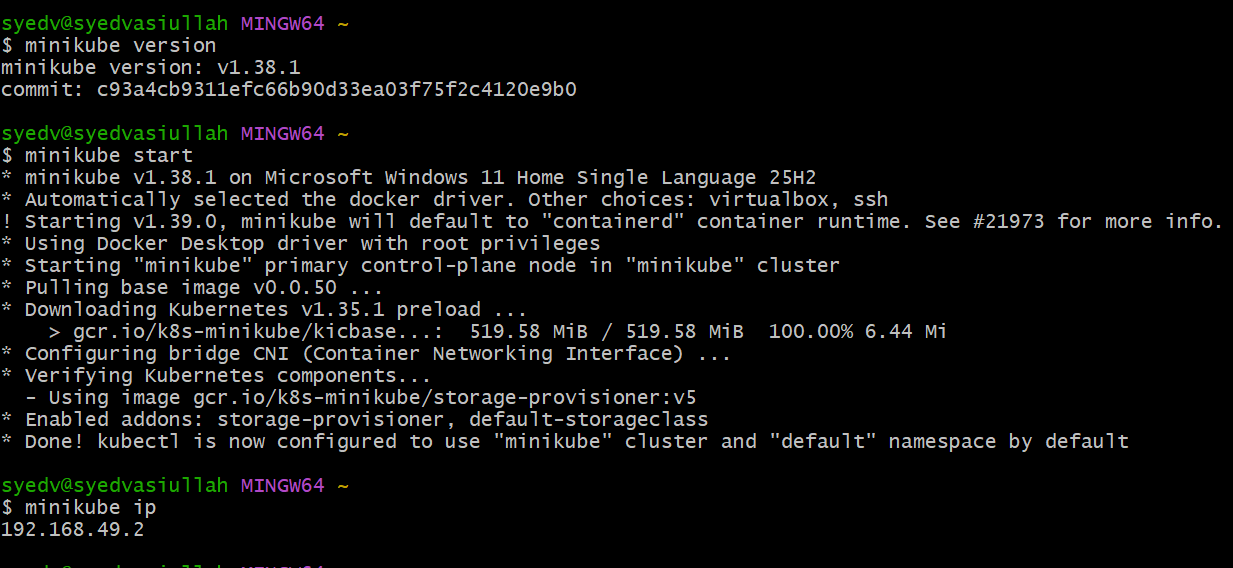 syedv@syedvasiullah MINGW64 ~
$ minikube version
minikube version: v1.38.1
commit: c93a4cb9311efc66b90d33ea03f75f2c4120e9b0
syedv@syedvasiullah MINGW64 ~
$ minikube start
* minikube v1.38.1 on Microsoft Windows 11 Home Single Language 25H2
* Automatically selected the docker driver. Other choices: virtualbox, ssh
! Starting v1.39.0, minikube will default to "containerd" container runtime. See #21973 for more info.
* Using Docker Desktop driver with root privileges
* Starting "minikube" primary control-plane node in "minikube" cluster
* Pulling base image v0.0.50 ...
* Downloading Kubernetes v1.35.1 preload ...
    > gcr.io/k8s-minikube/kicbase...:  519.58 MiB / 519.58 MiB  100.00% 6.44 Mi
* Configuring bridge CNI (Container Networking Interface) ...
* Verifying Kubernetes components...
  - Using image gcr.io/k8s-minikube/storage-provisioner:v5
* Enabled addons: storage-provisioner, default-storageclass
* Done! kubectl is now configured to use "minikube" cluster and "default" namespace by default
syedv@syedvasiullah MINGW64 ~
$ minikube ip
192.168.49.2